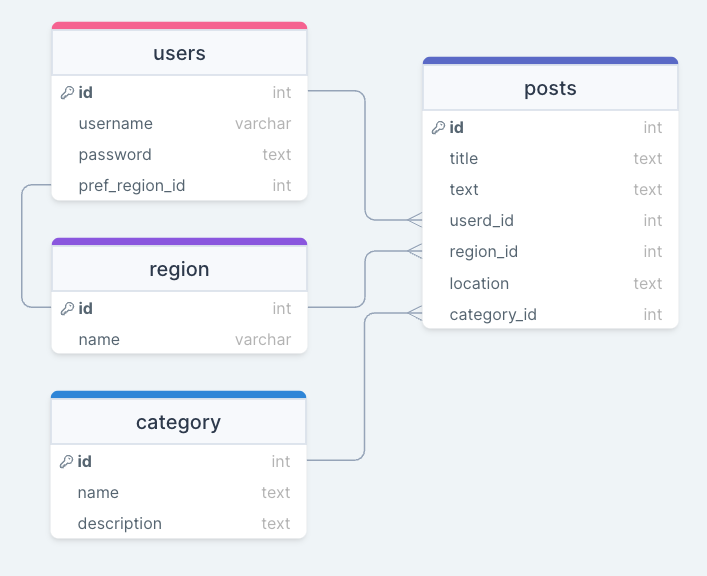 users
id int
username varchar
password text
pref_region_id int
region
id int
name varchar
category
id int
name text
description text
posts
id int
title text
text text
userd_id int
region_id int
location text
category_id int